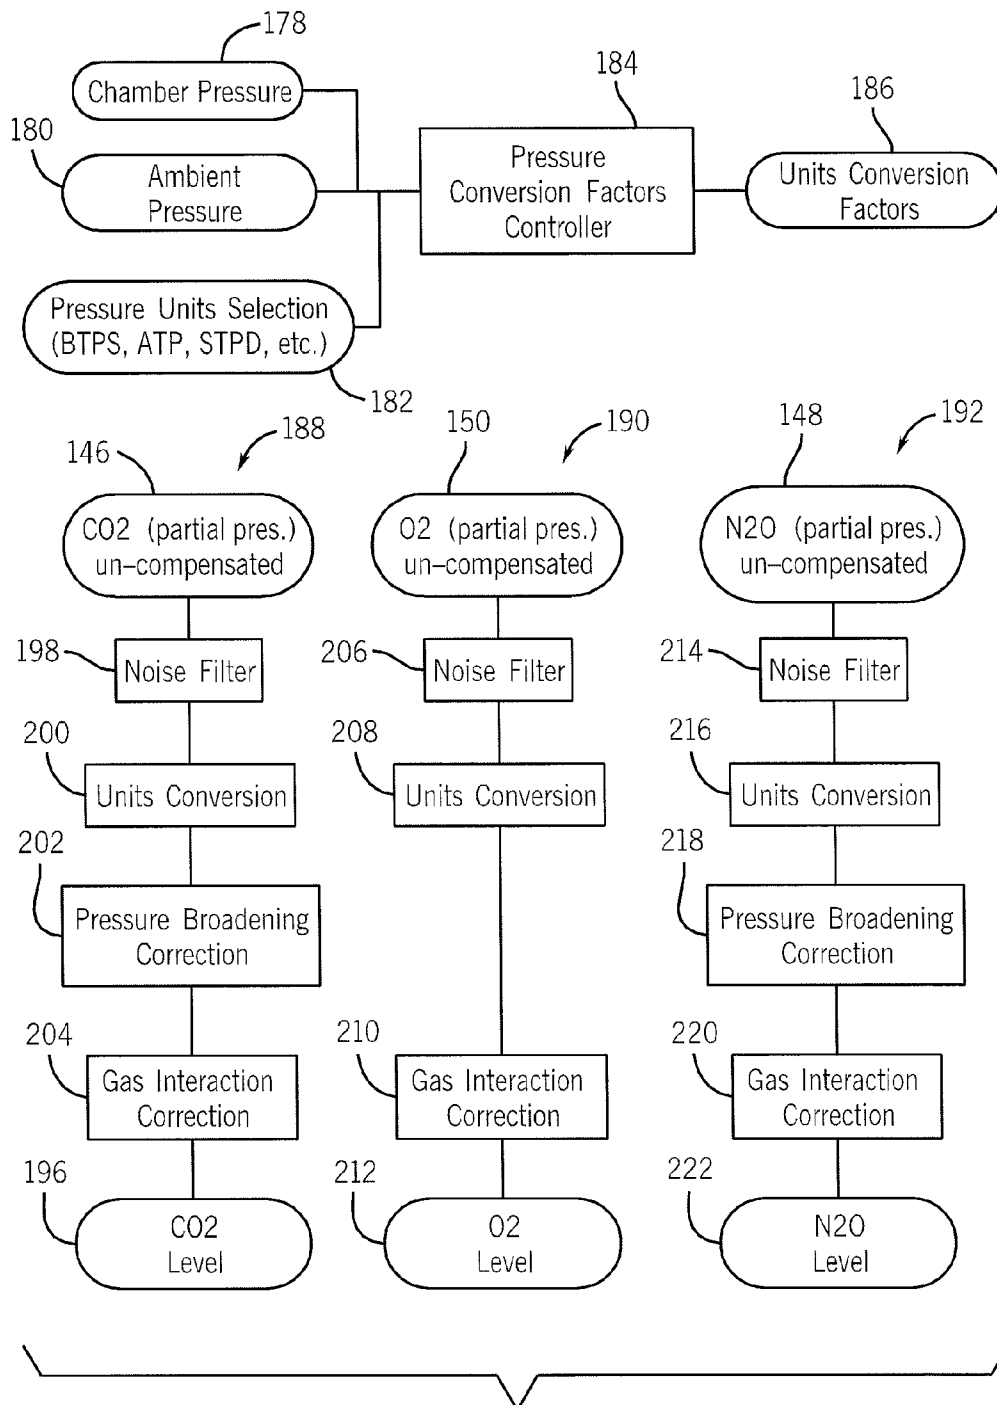 178
184
Chamber Pressure
186
180
Ambient
Pressure
Pressure
Conversion Factors
Controller
Units Conversion
Factors
Pressure Units Selection
(BTPS, ATP, STPD, etc.)
182
146
188
150
190
148
192
CO2 (partial pres.)
un-compensated
O2 (partial pres.)
un-compensated
N2O (partial pres.)
un-compensated
198
Noise Filter
206
Noise Filter
214
Noise Filter
200
Units Conversion
208
Units Conversion
216
Units Conversion
202
Pressure Broadening
Correction
218
Pressure Broadening
Correction
204
Gas Interaction
Correction
210
Gas Interaction
Correction
220
Gas Interaction
Correction
196
CO2
Level
212
O2
Level
222
N2O
Level